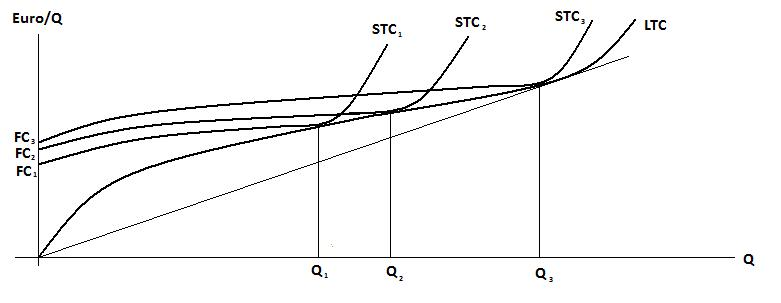 Euro/Q
STC1
STC2
STC3
LTC
FC3
FC2
FC1
Q1
Q2
Q3
Q